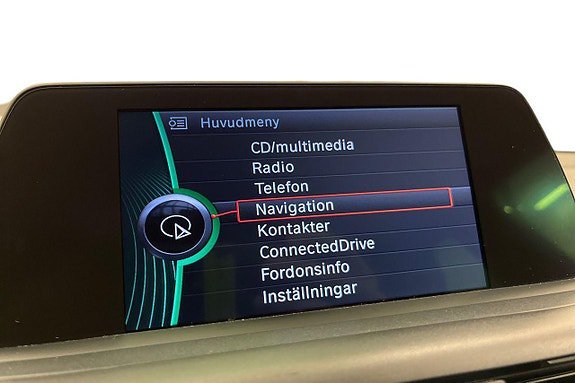 Huvudmeny
CD/multimedia
Radio
Telefon
Navigation
Kontakter
ConnectedDrive
Fordonsinfo
Inställningar